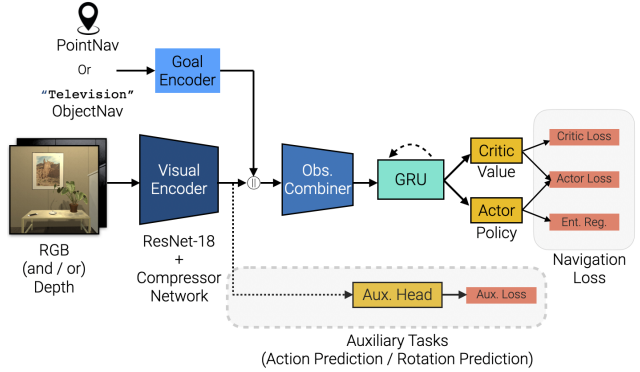 PointNav
Or
“Television”
ObjectNav
Goal
Encoder
RGB
(and / or)
Depth
Visual
Encoder
ResNet-18
+
Compressor
Network
||
Obs.
Combiner
GRU
Critic
Value
Actor
Policy
Critic Loss
Actor Loss
Ent. Reg.
Navigation
Loss
Aux. Head
Aux. Loss
Auxiliary Tasks
(Action Prediction / Rotation Prediction)